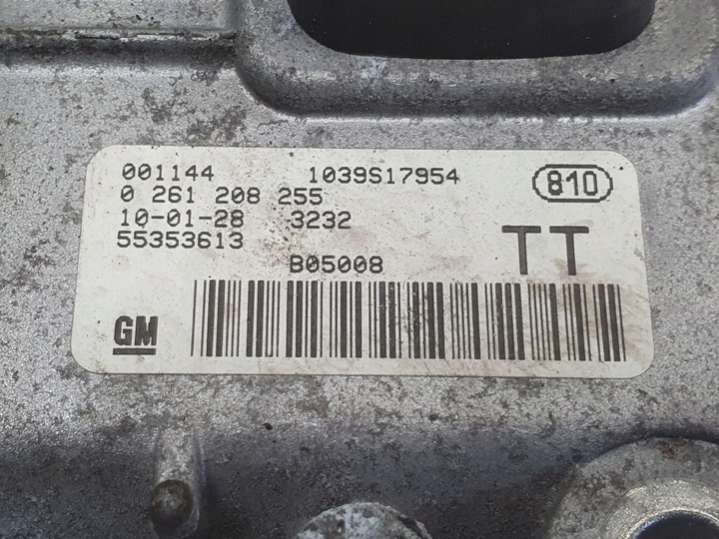 001144 1039S17954 810
0 261 208 255
10-01-28 3232
55353613 TT
B05008
GM